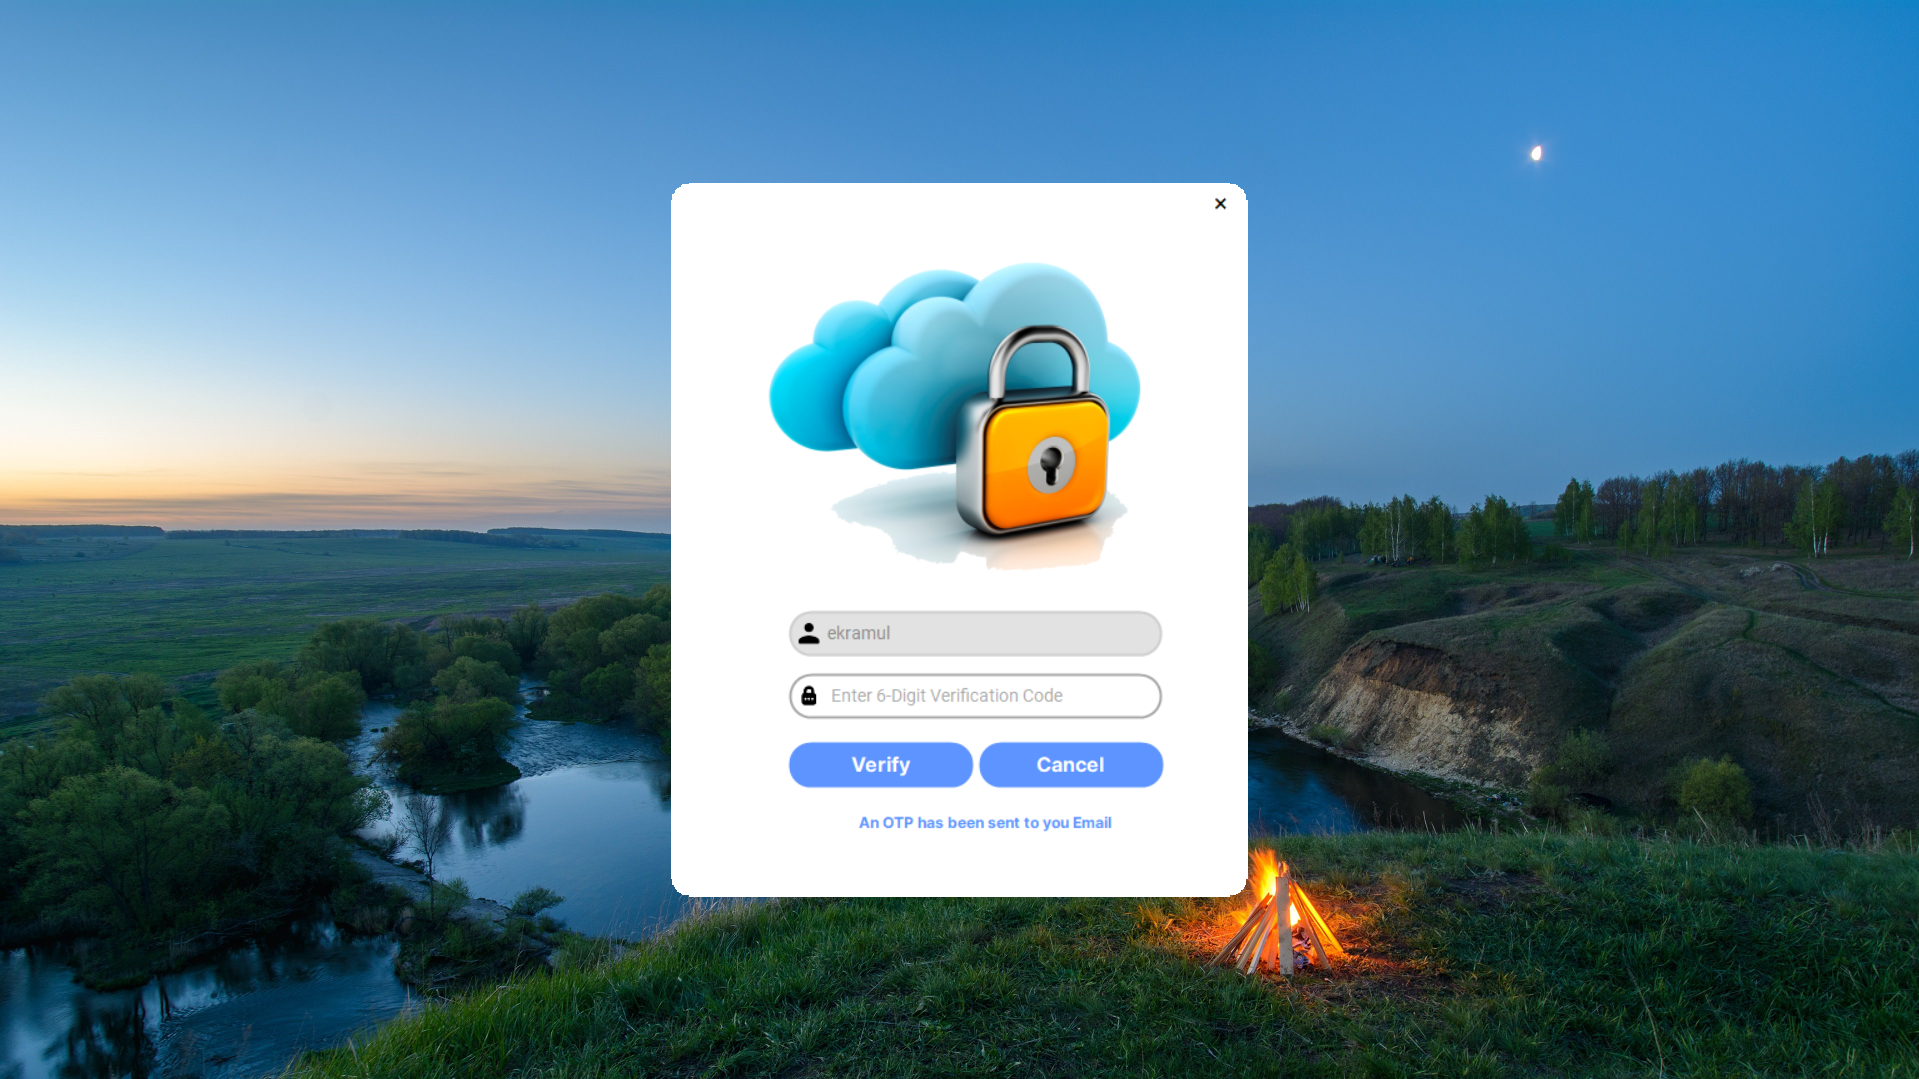 ×
ekramul
Enter 6-Digit Verification Code
Verify
Cancel
An OTP has been sent to you Email